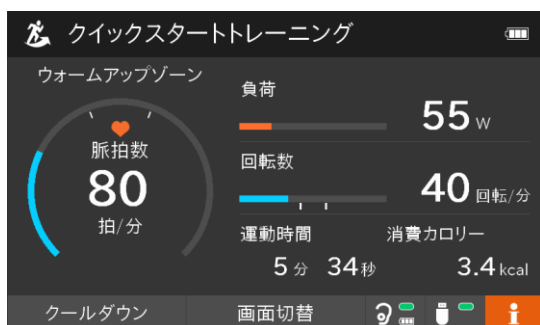 クイックスタートトレーニング
ウォームアップゾーン
脈拍数
80
拍/分
負荷
55 W
回転数
40 回転/分
運動時間
5 分 34 秒
消費カロリー
3.4 kcal
クールダウン
画面切替
i